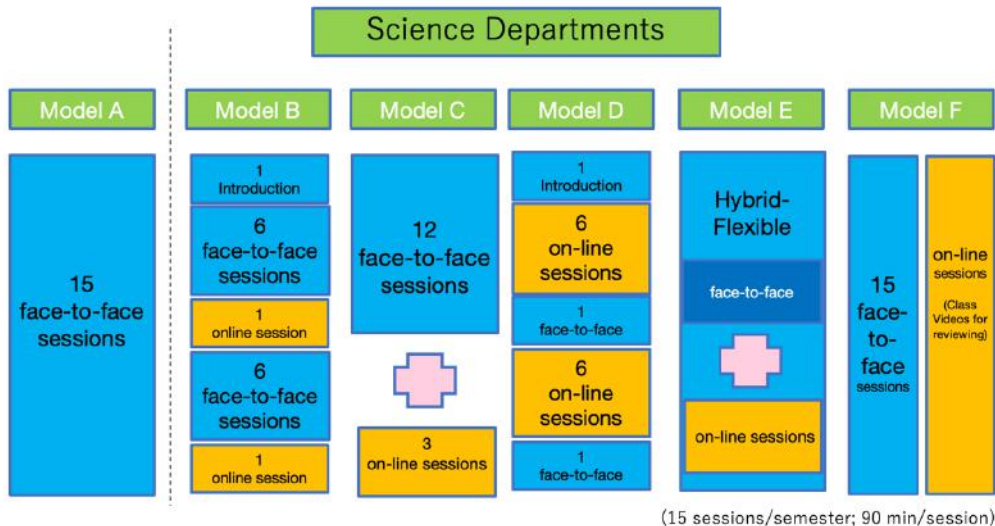 Science Departments
Model A
Model B
Model C
Model D
Model E
Model F
15
face-to-face
sessions
1
Introduction
6
face-to-face
sessions
1
online session
6
face-to-face
sessions
1
online session
12
face-to-face
sessions
3
on-line sessions
1
Introduction
6
on-line
sessions
1
face-to-face
6
on-line
sessions
1
face-to-face
Hybrid-
Flexible
face-to-face
on-line sessions
15
face-
to-
face
sessions
on-line
sessions
(Class
Videos for
reviewing)
(15 sessions/semester; 90 min/session)